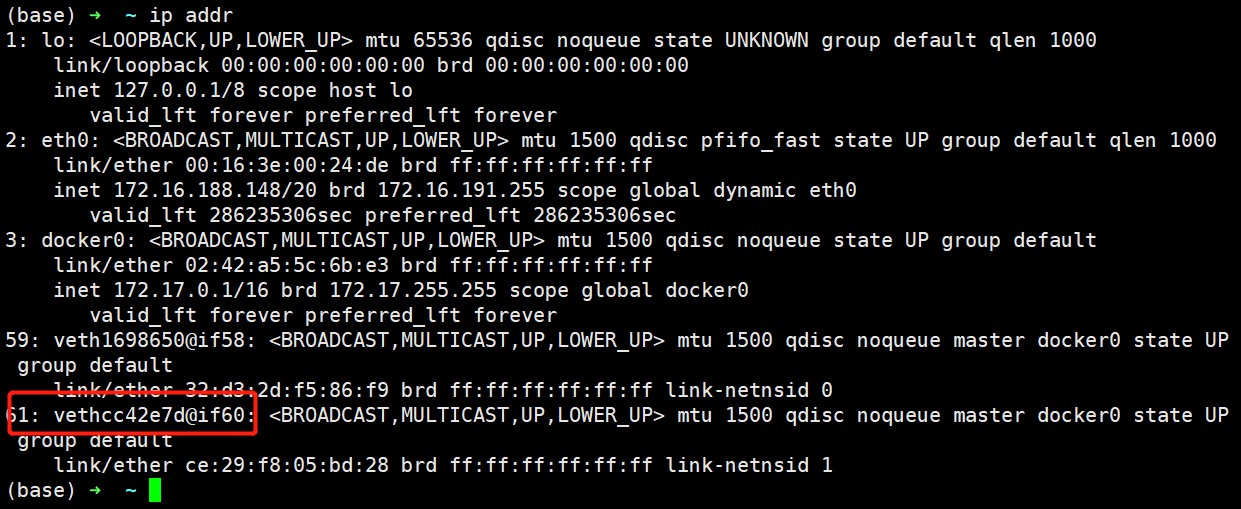 (base) ➜ ~ ip addr
1: lo: <LOOPBACK,UP,LOWER_UP> mtu 65536 qdisc noqueue state UNKNOWN group default qlen 1000
link/loopback 00:00:00:00:00:00 brd 00:00:00:00:00:00
inet 127.0.0.1/8 scope host lo
valid_lft forever preferred_lft forever
2: eth0: <BROADCAST,MULTICAST,UP,LOWER_UP> mtu 1500 qdisc pfifo_fast state UP group default qlen 1000
link/ether 00:16:3e:00:24:de brd ff:ff:ff:ff:ff:ff
inet 172.16.188.148/20 brd 172.16.191.255 scope global dynamic eth0
valid_lft 286235306sec preferred_lft 286235306sec
3: docker0: <BROADCAST,MULTICAST,UP,LOWER_UP> mtu 1500 qdisc noqueue state UP group default
link/ether 02:42:a5:5c:6b:e3 brd ff:ff:ff:ff:ff:ff
inet 172.17.0.1/16 brd 172.17.255.255 scope global docker0
valid_lft forever preferred_lft forever
59: veth1698650@if58: <BROADCAST,MULTICAST,UP,LOWER_UP> mtu 1500 qdisc noqueue master docker0 state UP
group default
link/ether 32:d3:2d:f5:86:f9 brd ff:ff:ff:ff:ff:ff link-netnsid 0
61: vethcc42e7d@if60: <BROADCAST,MULTICAST,UP,LOWER_UP> mtu 1500 qdisc noqueue master docker0 state UP
group default
link/ether ce:29:f8:05:bd:28 brd ff:ff:ff:ff:ff:ff link-netnsid 1
(base) ➜ ~